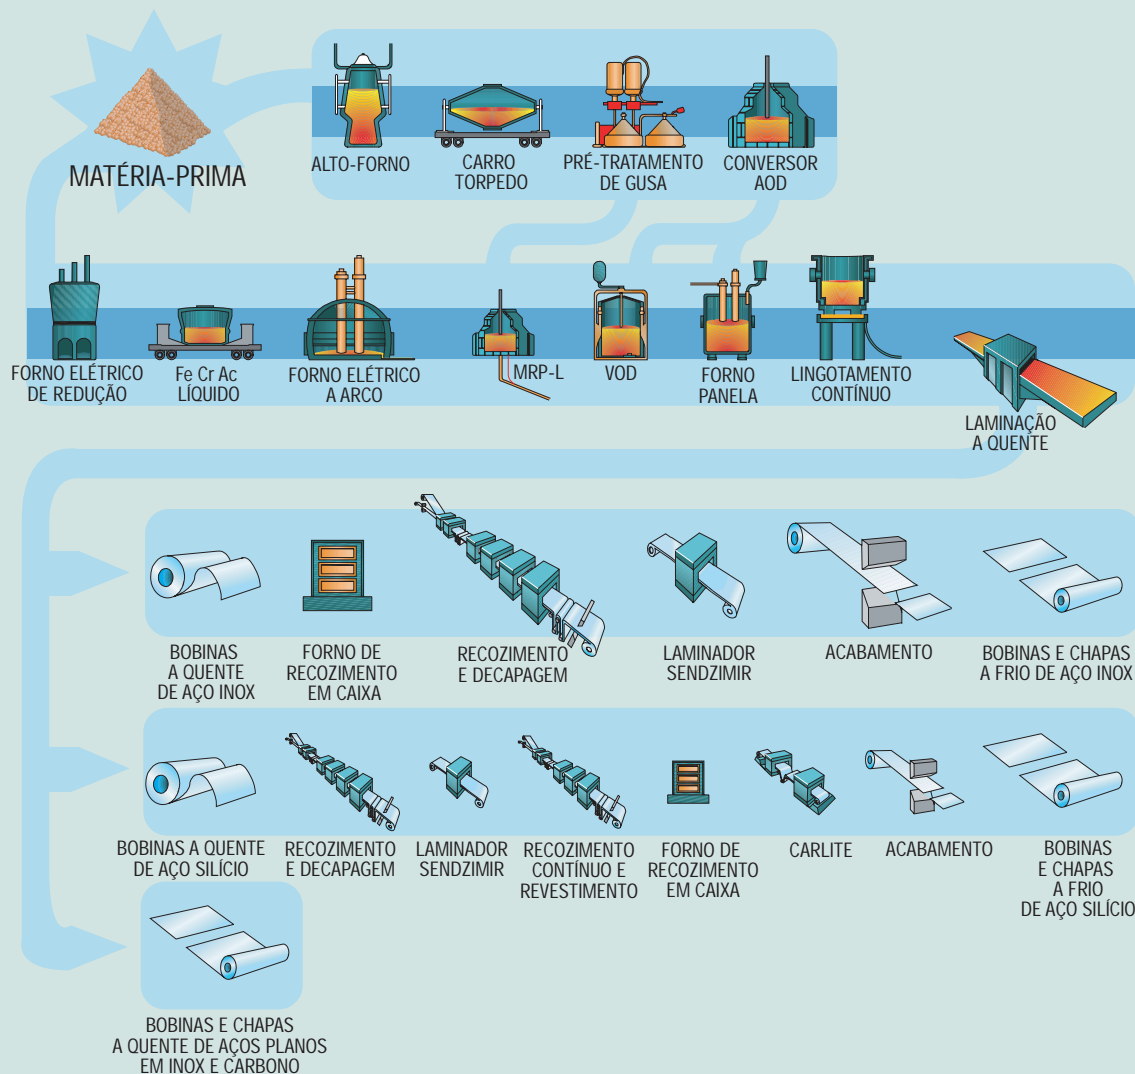 MATÉRIA-PRIMA
ALTO-FORNO
CARRO
TORPEDO
PRÉ-TRATAMENTO
DE GUSA
CONVERSOR
AOD
FORNO ELÉTRICO
DE REDUÇÃO
Fe Cr Ac
LÍQUIDO
FORNO ELÉTRICO
A ARCO
MRP-L
VOD
FORNO
PANELA
LINGOTAMENTO
CONTÍNUO
LAMINAÇÃO
A QUENTE
BOBINAS
A QUENTE
DE AÇO INOX
FORNO DE
RECOZIMENTO
EM CAIXA
RECOZIMENTO
E DECAPAGEM
LAMINADOR
SENDZIMIR
ACABAMENTO
BOBINAS E CHAPAS
A FRIO DE AÇO INOX
BOBINAS A QUENTE
DE AÇO SILÍCIO
RECOZIMENTO
E DECAPAGEM
LAMINADOR
SENDZIMIR
RECOZIMENTO
CONTÍNUO E
REVESTIMENTO
FORNO DE
RECOZIMENTO
EM CAIXA
CARLITE
ACABAMENTO
BOBINAS
E CHAPAS
A FRIO
DE AÇO SILÍCIO
BOBINAS E CHAPAS
A QUENTE DE AÇOS PLANOS
EM INOX E CARBONO